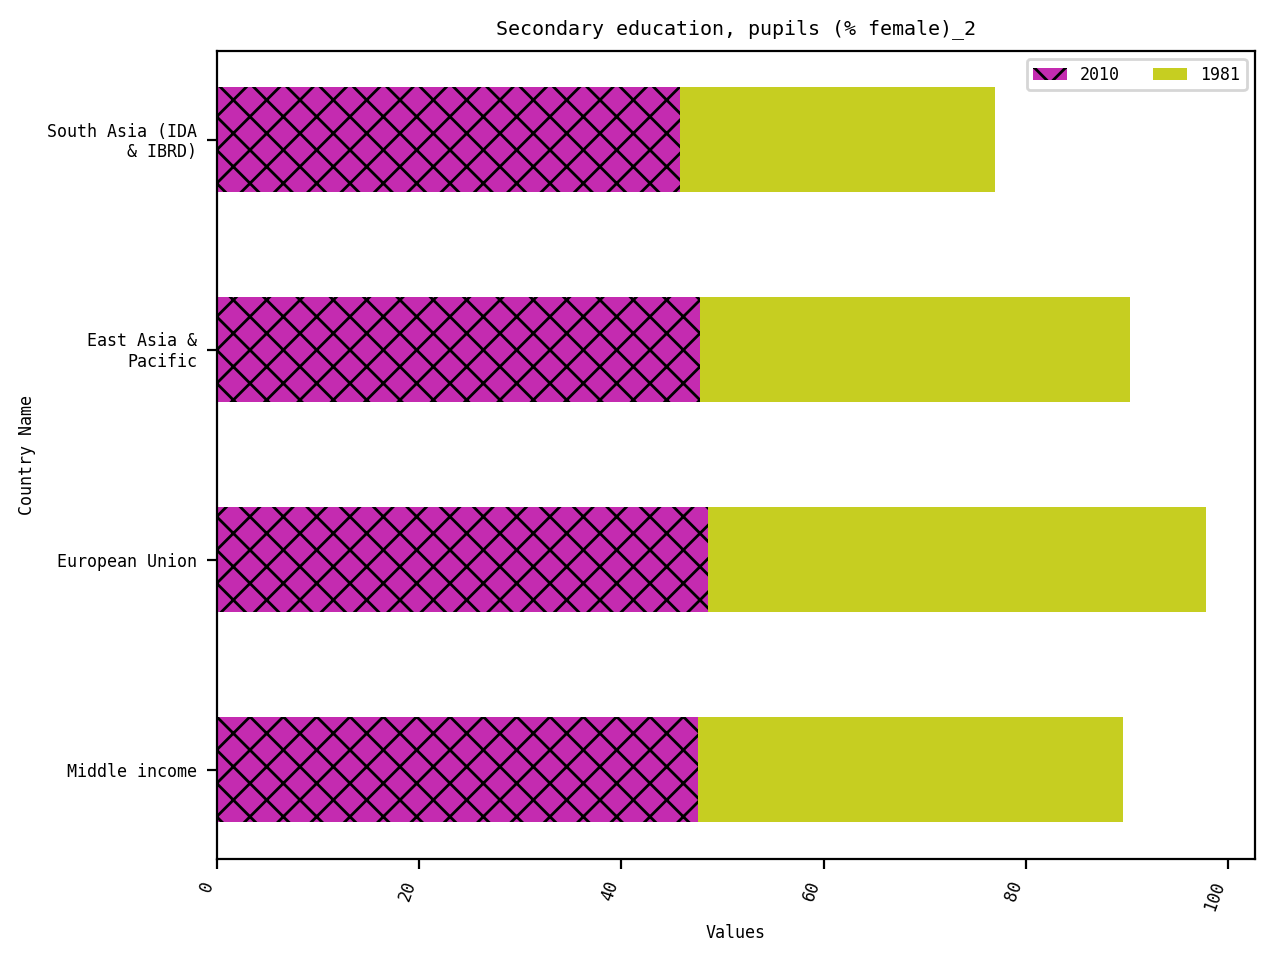 Secondary education, pupils (% female)_2
2010
1981
South Asia (IDA
& IBRD)
East Asia &
Pacific
European Union
Middle income
Country Name
0
20
40
60
80
100
Values